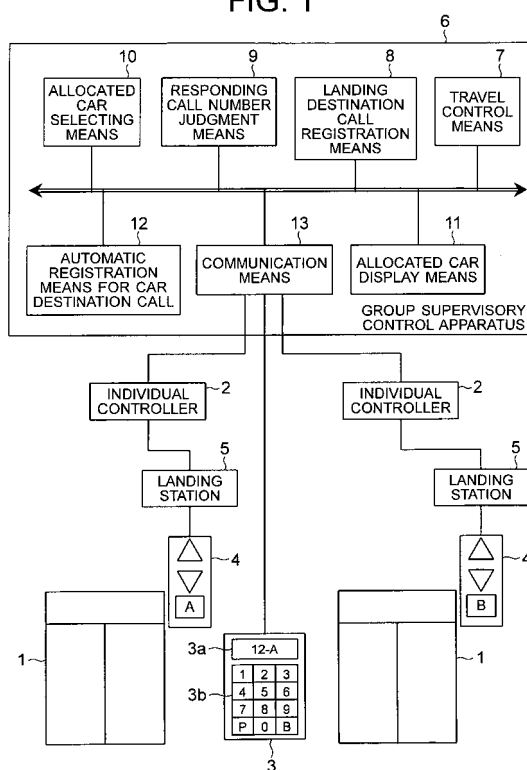 FIG. 1
6
10
9
8
7
ALLOCATED
CAR
SELECTING
MEANS
RESPONDING
CALL NUMBER
JUDGMENT
MEANS
LANDING
DESTINATION
CALL
REGISTRATION
MEANS
TRAVEL
CONTROL
MEANS
12
13
11
AUTOMATIC
REGISTRATION
MEANS FOR CAR
DESTINATION CALL
COMMUNICATION
MEANS
ALLOCATED CAR
DISPLAY MEANS
GROUP SUPERVISORY
CONTROL APPARATUS
2
2
INDIVIDUAL
CONTROLLER
INDIVIDUAL
CONTROLLER
5
5
LANDING
STATION
LANDING
STATION
4
4
A
B
1
3a
12-A
1
3b
1 2 3
4 5 6
7 8 9
P 0 B
3